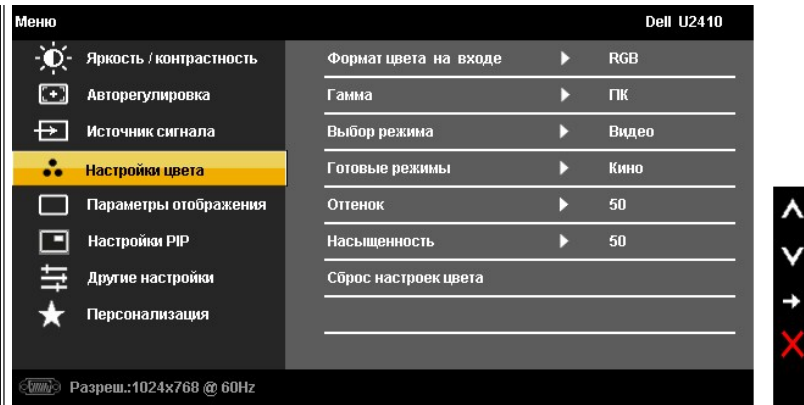 Меню Dell U2410
Яркость / контрастность Формат цвета на входе RGB
Авторегулировка Гамма ПК
Источник сигнала Выбор режима Видео
Настройки цвета Готовые режимы Кино
Параметры отображения Оттенок 50
Настройки PIP Насыщенность 50
Другие настройки Сброс настроек цвета
Персонализация
Разреш.:1024x768 @ 60Hz